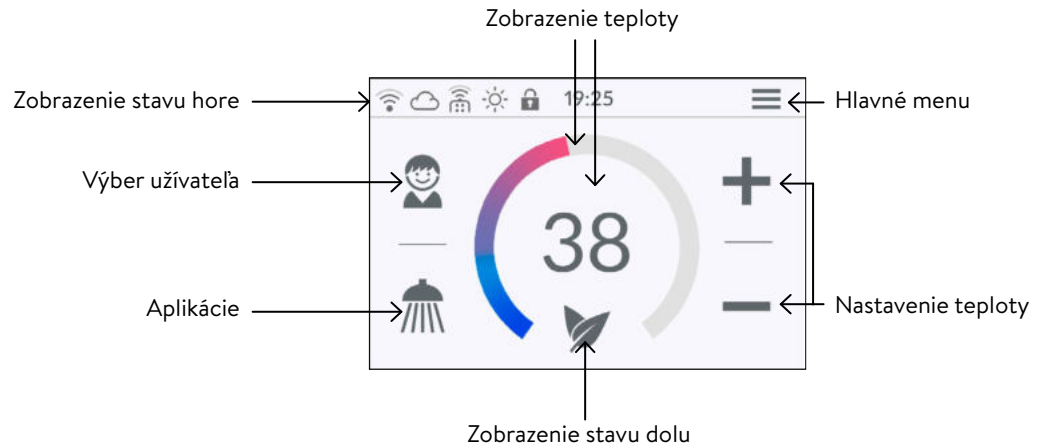 Zobrazenie teploty
Zobrazenie stavu hore
19:25
Hlavné menu
Výber užívateľa
38
Aplikácie
Nastavenie teploty
Zobrazenie stavu dolu